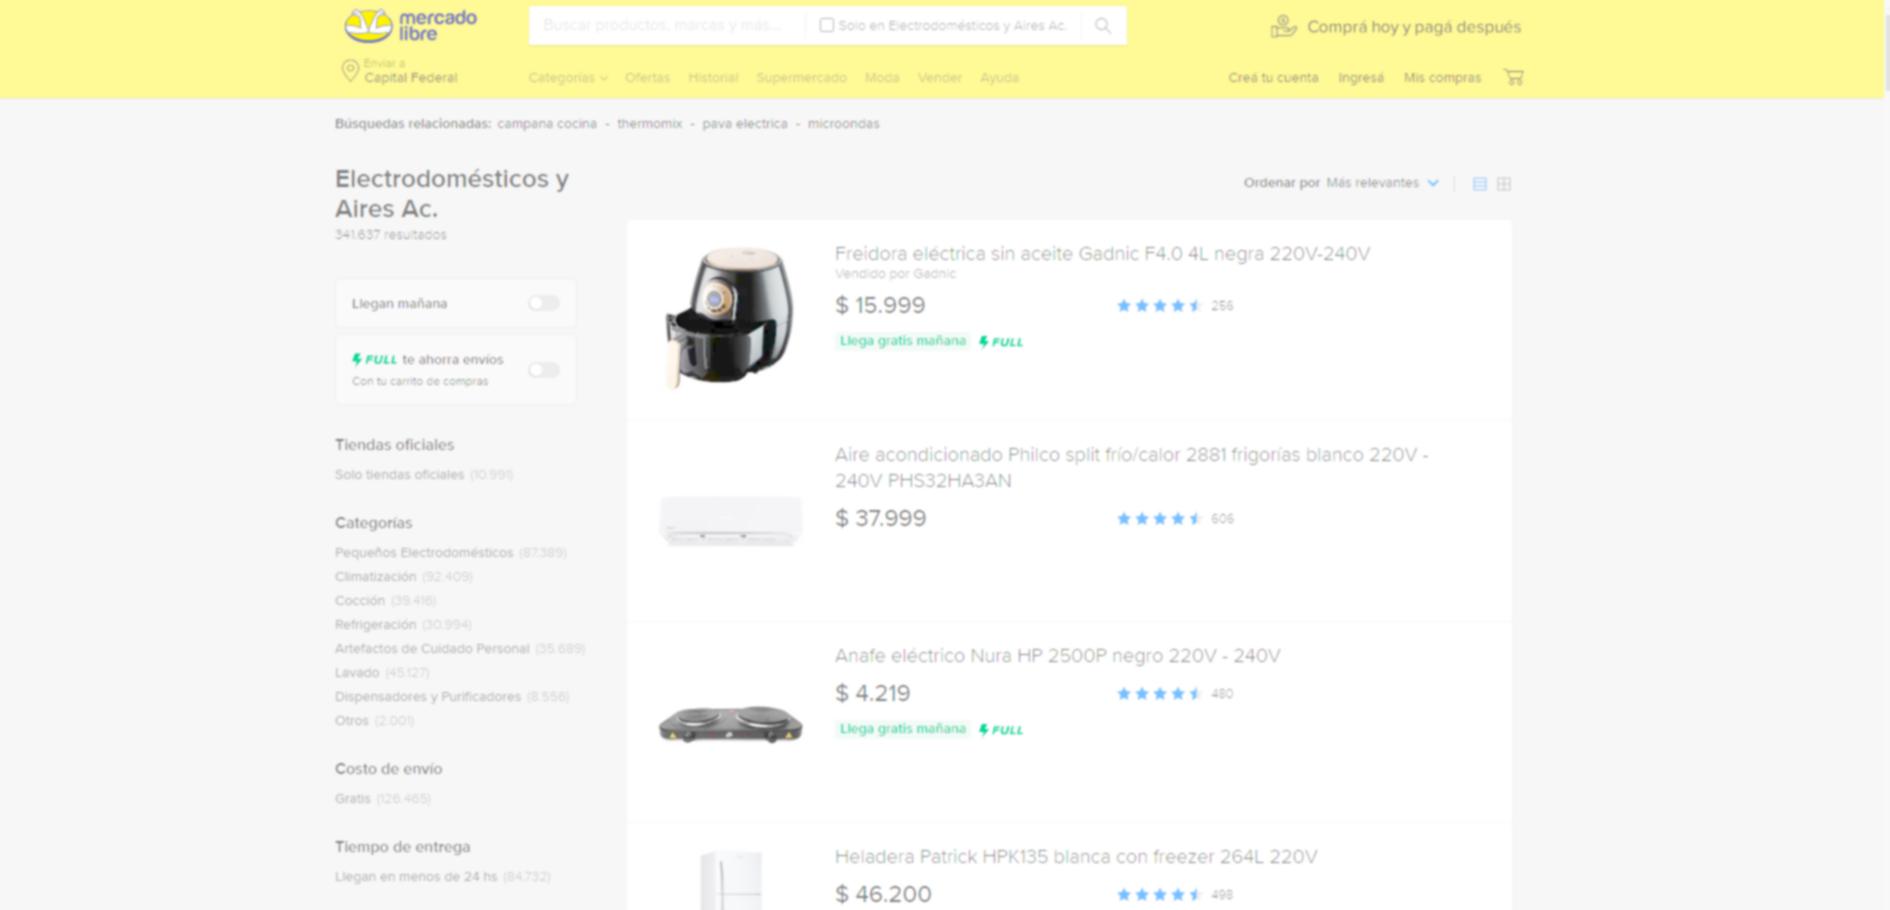 mercado
libre
Buscar productos, marcas y más...
Solo en Electrodomésticos y Aires Ac.
Comprá hoy y pagá después
Enviar a
Capital Federal
Categorías
Ofertas
Historial
Supermercado
Moda
Vender
Ayuda
Creá tu cuenta
Ingresá
Mis compras
Búsquedas relacionadas: campana cocina - thermomix - pava electrica - microondas
Electrodomésticos y
Aires Ac.
341.637 resultados
Ordenar por Más relevantes
Llegan mañana
FULL te ahorra envíos
Con tu carrito de compras
Tiendas oficiales
Solo tiendas oficiales (10.991)
Categorías
Pequeños Electrodomésticos (87.389)
Climatización (92.409)
Cocción (39.416)
Refrigeración (30.994)
Artefactos de Cuidado Personal (35.689)
Lavado (45.127)
Dispensadores y Purificadores (8.556)
Otros (2.001)
Costo de envío
Gratis (126.465)
Tiempo de entrega
Llegan en menos de 24 hs (84.732)
Freidora eléctrica sin aceite Gadnic F4.0 4L negra 220V-240V
Vendido por Gadnic
$ 15.999
256
Llega gratis mañana FULL
Aire acondicionado Philco split frío/calor 2881 frigorías blanco 220V -
240V PHS32HA3AN
$ 37.999
606
Anafe eléctrico Nura HP 2500P negro 220V - 240V
$ 4.219
480
Llega gratis mañana FULL
Heladera Patrick HPK135 blanca con freezer 264L 220V
$ 46.200
498